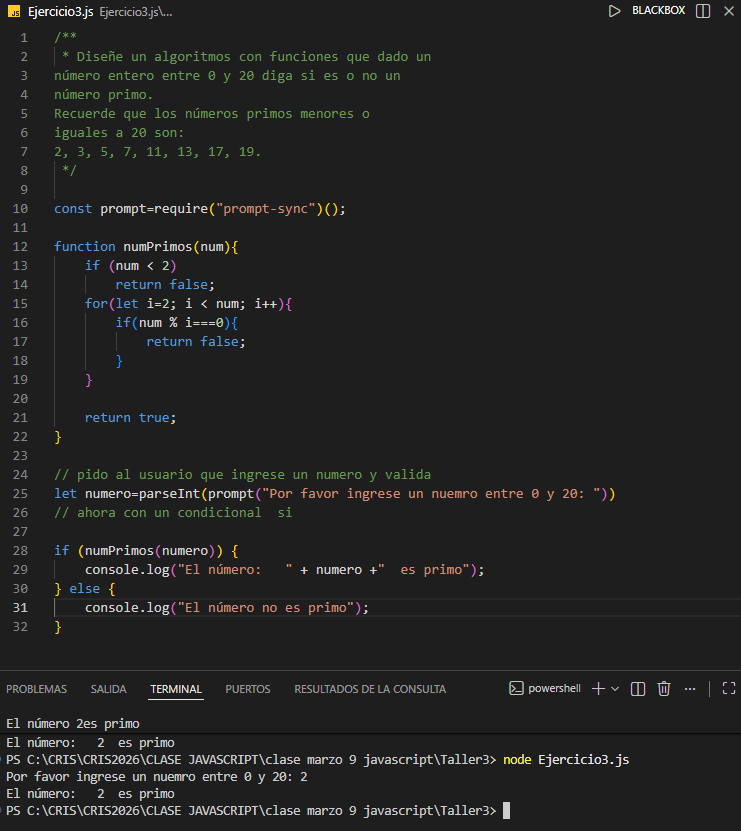 JS Ejercicio3.js Ejercicio3.js\... BLACKBOX
1 /**
2 * Diseñe un algoritmos con funciones que dado un
3 número entero entre 0 y 20 diga si es o no un
4 número primo.
5 Recuerde que los números primos menores o
6 iguales a 20 son:
7 2, 3, 5, 7, 11, 13, 17, 19.
8 */
9
10 const prompt=require("prompt-sync")();
11
12 function numPrimos(num){
13 if (num < 2)
14 return false;
15 for(let i=2; i < num; i++){
16 if(num % i===0){
17 return false;
18 }
19 }
20
21 return true;
22 }
23
24 // pido al usuario que ingrese un numero y valida
25 let numero=parseInt(prompt("Por favor ingrese un nuemro entre 0 y 20: "))
26 // ahora con un condicional  si
27
28 if (numPrimos(numero)) {
29 console.log("El número:   " + numero +"  es primo");
30 } else {
31 console.log("El número no es primo");
32 }
PROBLEMAS SALIDA TERMINAL PUERTOS RESULTADOS DE LA CONSULTA powershell
El número 2es primo
El número:   2  es primo
PS C:\CRIS\CRIS2026\CLASE JAVASCRIPT\clase marzo 9 javascript\Taller3> node Ejercicio3.js
Por favor ingrese un nuemro entre 0 y 20: 2
El número:   2  es primo
PS C:\CRIS\CRIS2026\CLASE JAVASCRIPT\clase marzo 9 javascript\Taller3>